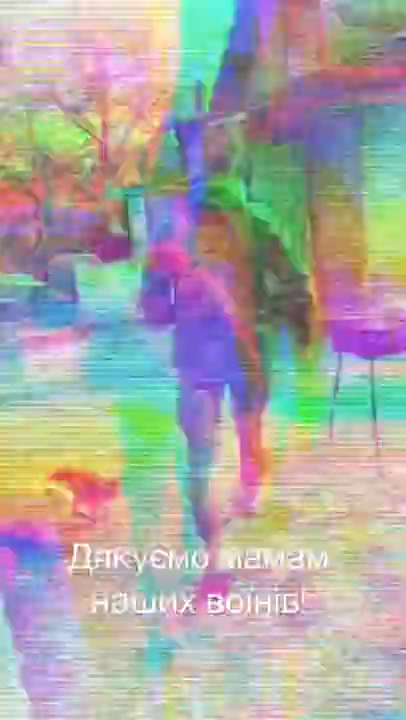 Дякуємо мамам
наших воїнів!